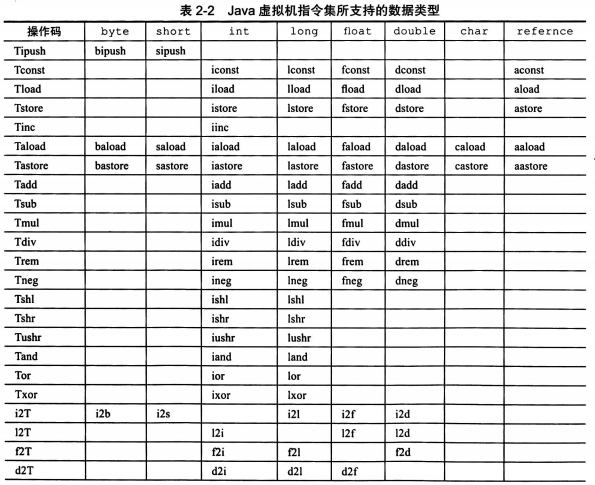 表 2-2 Java 虚拟机指令集所支持的数据类型
操作码 byte short int long float double char refernce
Tipush bipush sipush
Tconst iconst lconst fconst dconst aconst
Tload iload lload fload dload aload
Tstore istore lstore fstore dstore astore
Tinc iinc
Taload baload saload iaload laload faload daload caload aaload
Tastore bastore sastore iastore lastore fastore dastore castore aastore
Tadd iadd ladd fadd dadd
Tsub isub lsub fsub dsub
Tmul imul lmul fmul dmul
Tdiv idiv ldiv fdiv ddiv
Trem irem lrem frem drem
Tneg ineg lneg fneg dneg
Tshl ishl lshl
Tshr ishr lshr
Tushr iushr lushr
Tand iand land
Tor ior lor
Txor ixor lxor
i2T i2b i2s i2l i2f i2d
l2T l2i l2f l2d
f2T f2i f2l f2d
d2T d2i d2l d2f